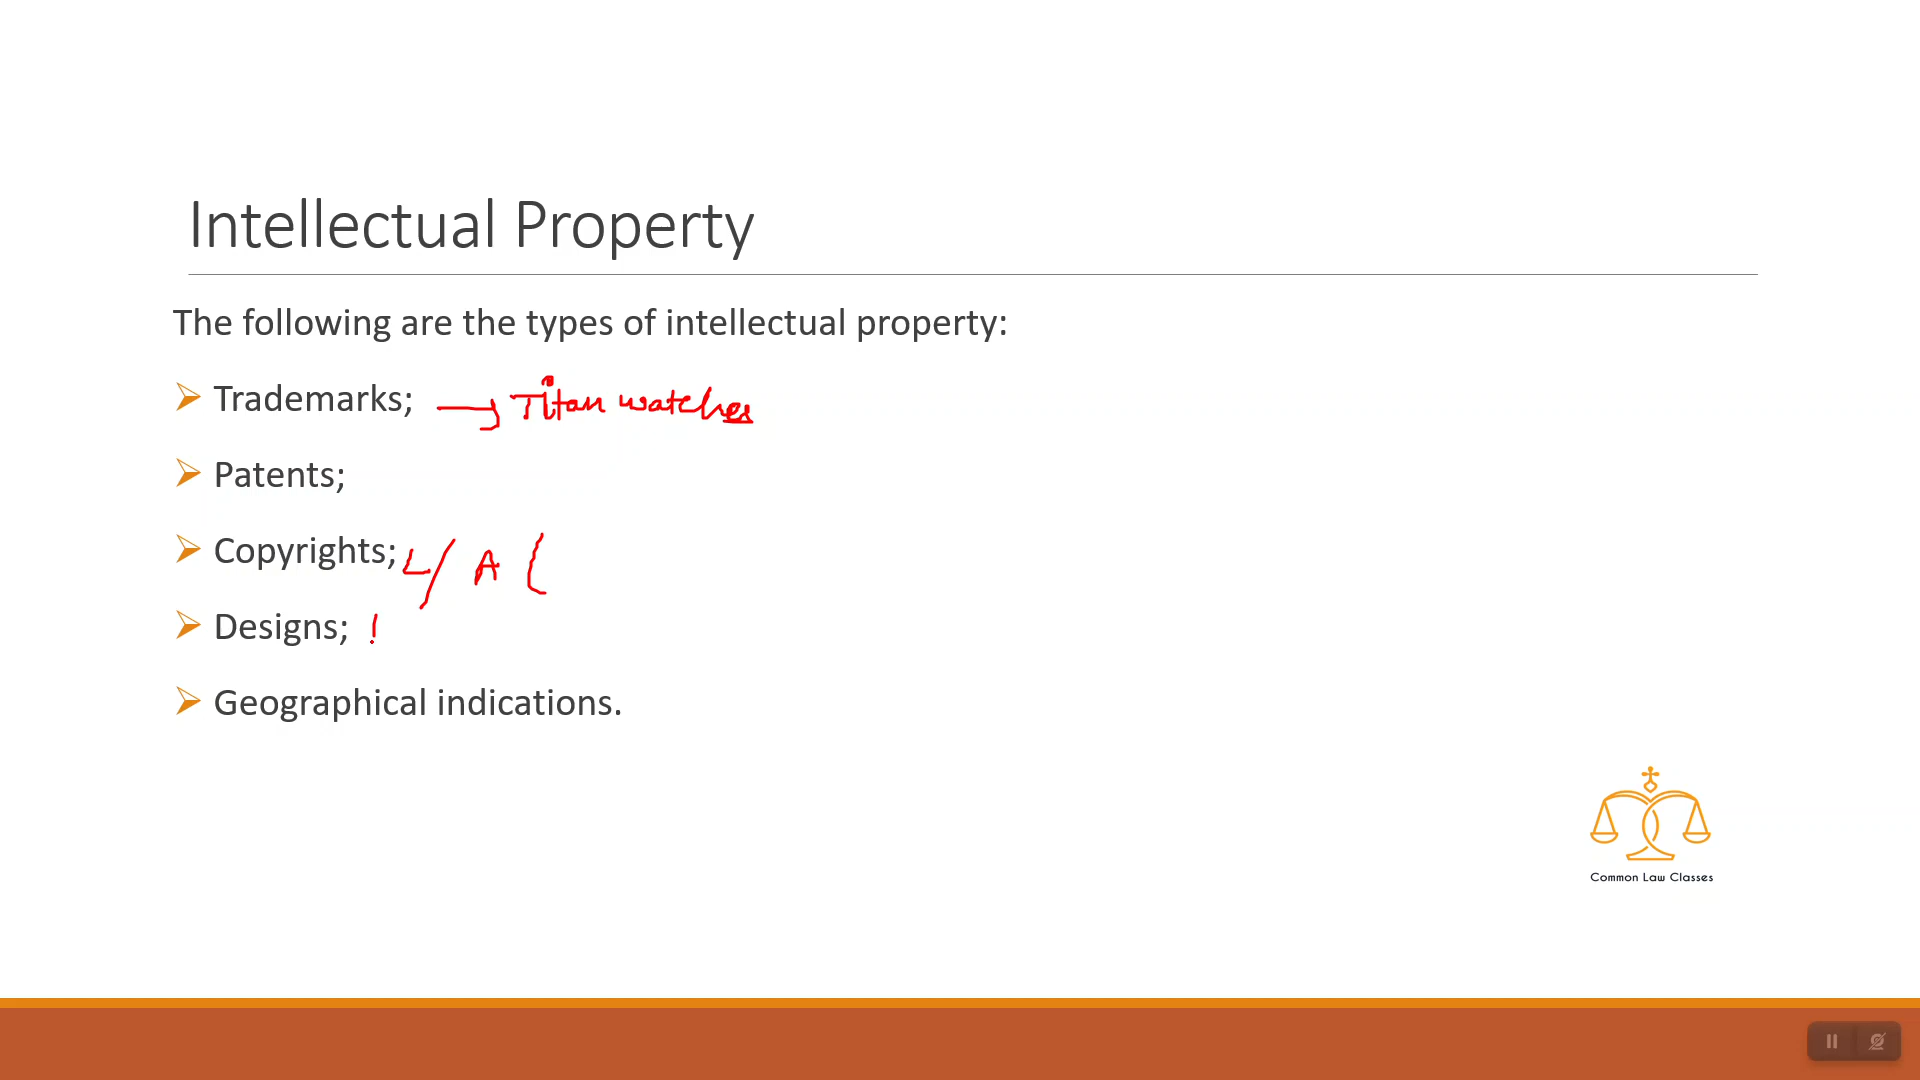 Intellectual Property
The following are the types of intellectual property:
Trademarks; → Titan watches
Patents;
Copyrights; L/ A (
Designs; !
Geographical indications.
Common Law Classes